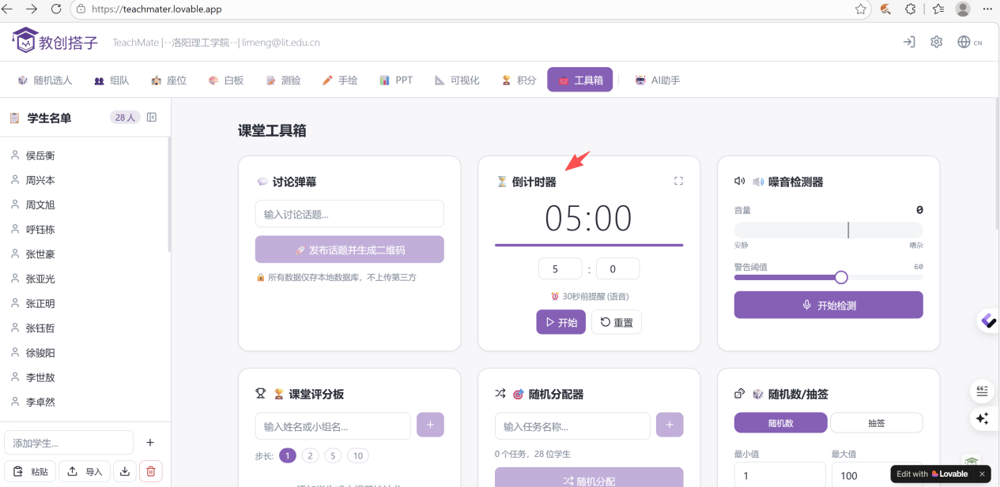 https://teachmater.lovable.app
教创搭子 TeachMate |--洛阳理工学院--| limeng@lit.edu.cn CN
随机选人 组队 座位 白板 测验 手绘 PPT 可视化 积分 工具箱 AI助手
学生名单 28 人
侯岳衡
周兴本
周文旭
呼钰栋
张世豪
张亚光
张正明
张钰哲
徐骏阳
李世敖
李卓然
添加学生... +
粘贴 导入
课堂工具箱
讨论弹幕
输入讨论话题...
发布话题并生成二维码
所有数据仅存本地数据库，不上传第三方
倒计时器
05:00
5 : 0
30秒前提醒 (语音)
开始 重置
噪音检测器
音量 0
安静 嘈杂
警告阈值 60
开始检测
课堂评分板
输入姓名或小组名... +
步长: 1 2 5 10
随机分配器
输入任务名称... +
0 个任务，28 位学生
随机分配
随机数/抽签
随机数 抽签
最小值 最大值
1 100
Edit with Lovable ×